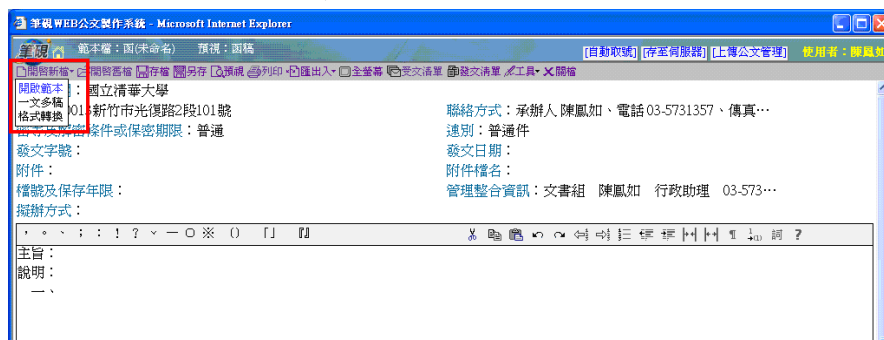 筆硯WEB公文製作系統 - Microsoft Internet Explorer
筆硯 範本檔：函(未命名) 預視：函稿 [自動取號] [存至伺服器] [上傳公文管理] 使用者：陳鳳如
開啟新檔 開啟舊檔 存檔 另存 預視 列印 匯出入 全螢幕 受文清單 發文清單 工具 關檔
開啟範本
一文多稿
格式轉換
：國立清華大學
新竹市光復路2段101號 聯絡方式：承辦人 陳鳳如、電話 03-5731357、傳真…
密等及解密條件或保密期限：普通 速別：普通件
發文字號： 發文日期：
附件： 附件檔名：
檔號及保存年限： 管理整合資訊：文書組 陳鳳如 行政助理 03-573…
擬辦方式：
，。、；：！？ˇ—○※（）「」『』 詞 ?
主旨：
說明：
一、